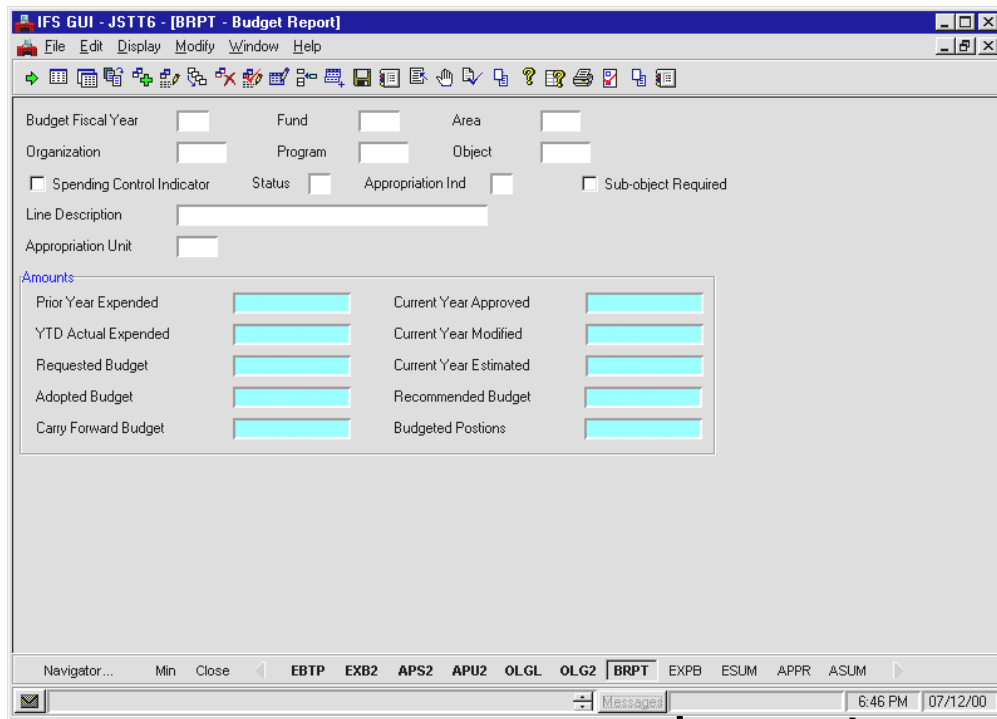 IFS GUI - JSTT6 - [BRPT - Budget Report]
File Edit Display Modify Window Help
Budget Fiscal Year Fund Area
Organization Program Object
Spending Control Indicator Status Appropriation Ind Sub-object Required
Line Description
Appropriation Unit
Amounts
Prior Year Expended Current Year Approved
YTD Actual Expended Current Year Modified
Requested Budget Current Year Estimated
Adopted Budget Recommended Budget
Carry Forward Budget Budgeted Postions
Navigator... Min Close EBTP EXB2 APS2 APU2 OLGL OLG2 BRPT EXPB ESUM APPR ASUM
Messages 6:46 PM 07/12/00